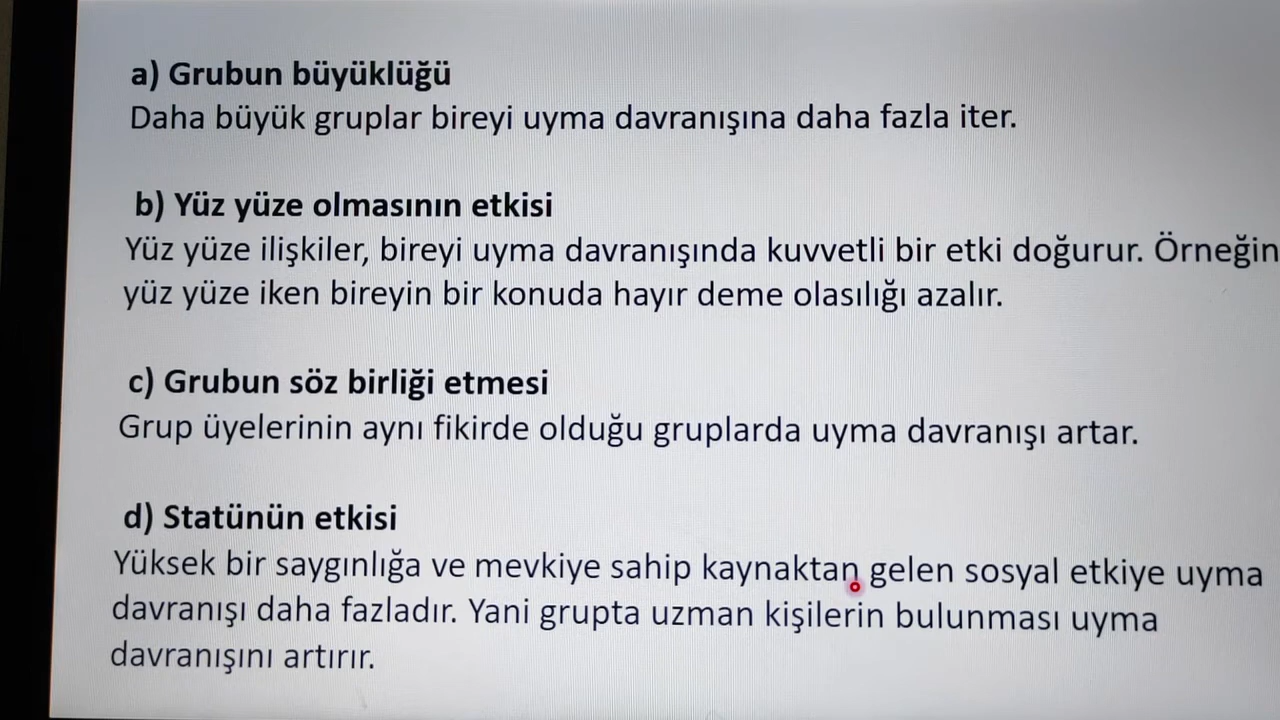 a) Grubun büyüklüğü
Daha büyük gruplar bireyi uyma davranışına daha fazla iter.
b) Yüz yüze olmasının etkisi
Yüz yüze ilişkiler, bireyi uyma davranışında kuvvetli bir etki doğurur. Örneğin
yüz yüze iken bireyin bir konuda hayır deme olasılığı azalır.
c) Grubun söz birliği etmesi
Grup üyelerinin aynı fikirde olduğu gruplarda uyma davranışı artar.
d) Statünün etkisi
Yüksek bir saygınlığa ve mevkiye sahip kaynaktan gelen sosyal etkiye uyma
davranışı daha fazladır. Yani grupta uzman kişilerin bulunması uyma
davranışını artırır.